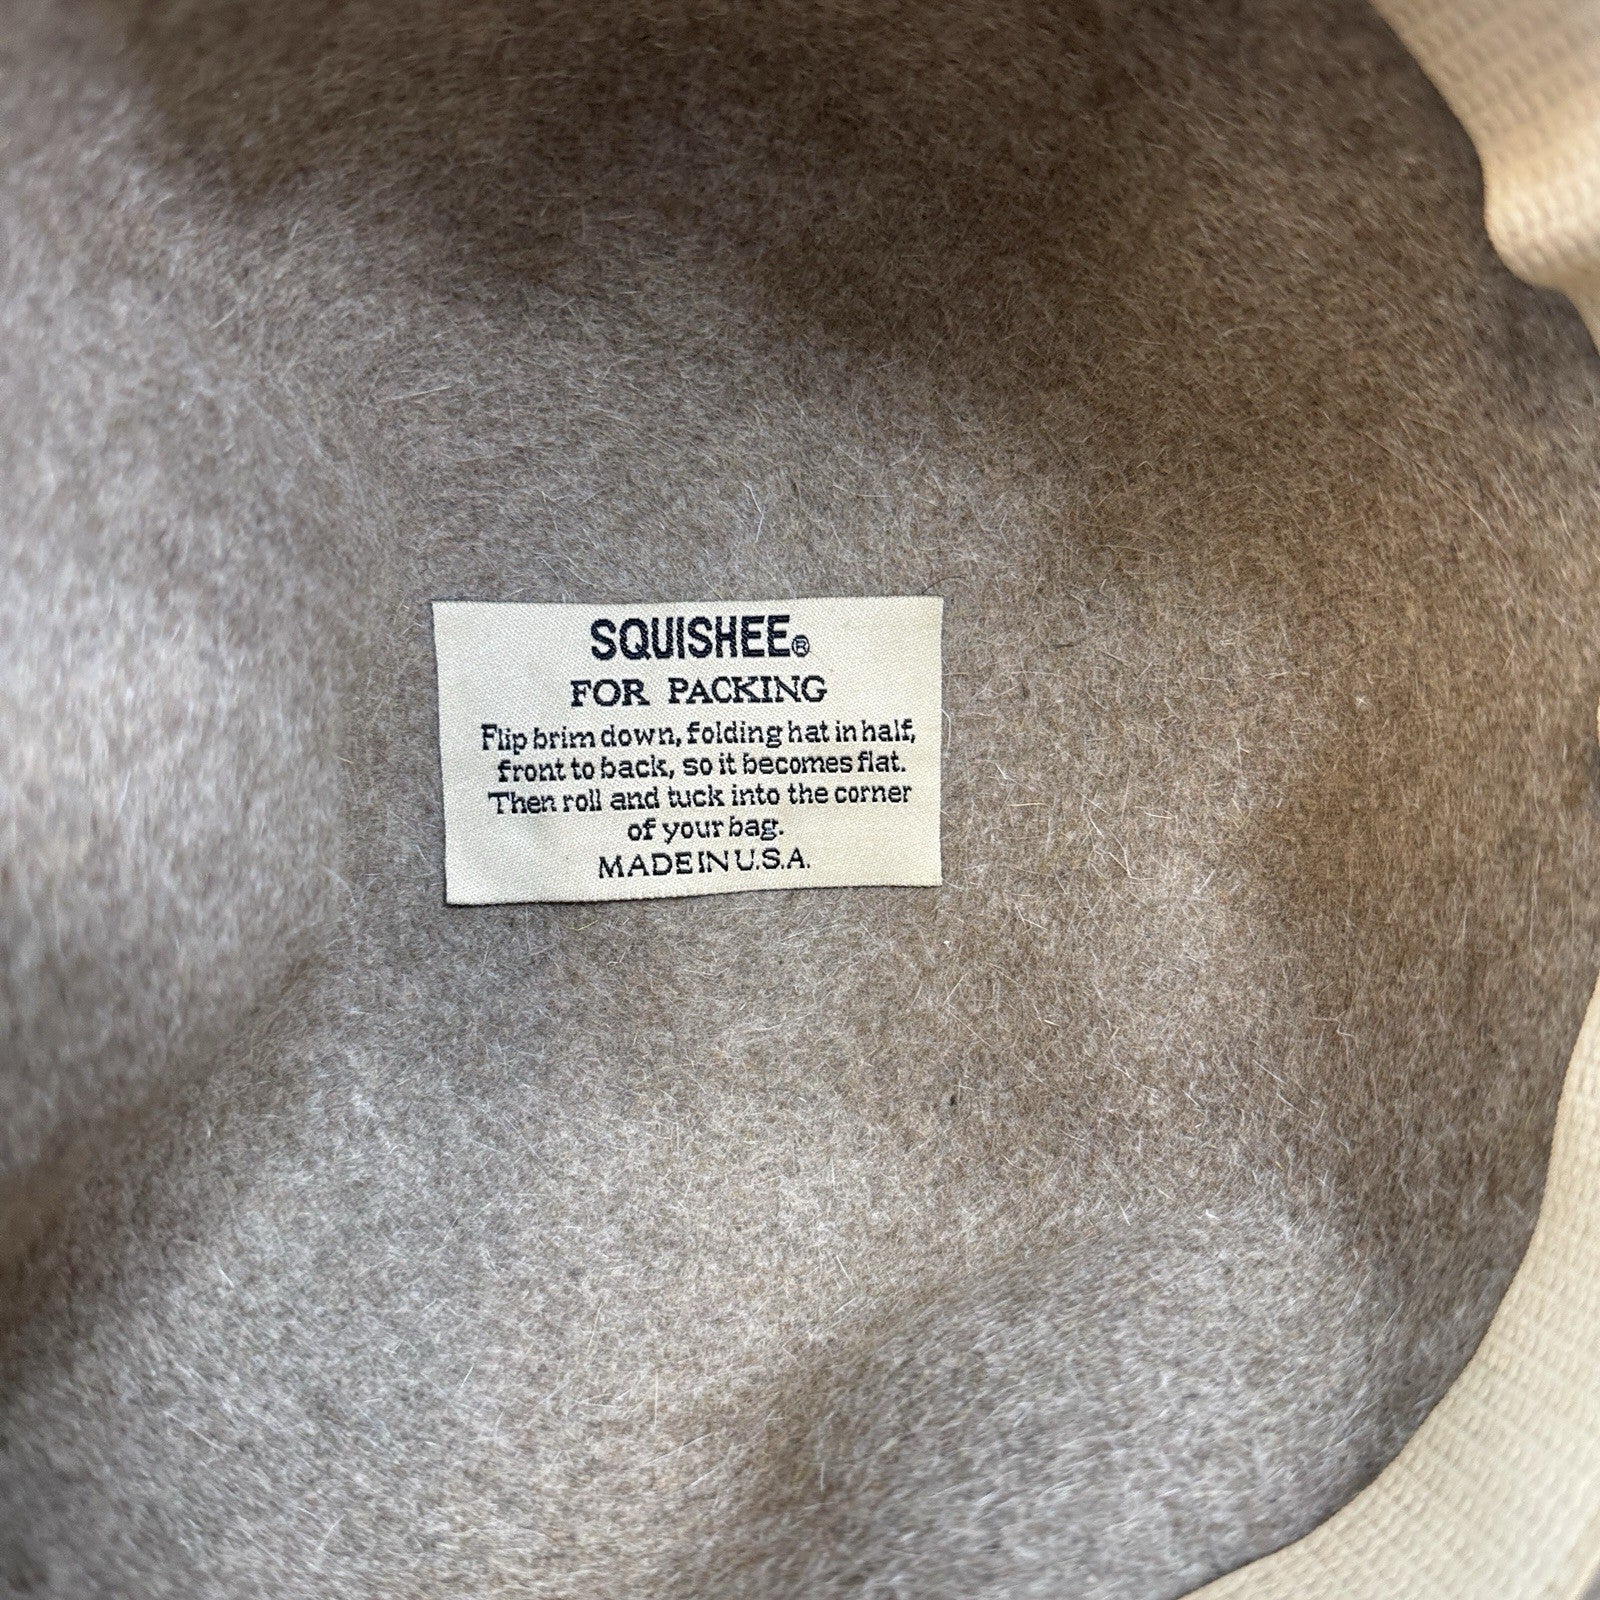 SQUISHEE®
FOR PACKING
Flip brim down, folding hat in half,
front to back, so it becomes flat.
Then roll and tuck into the corner
of your bag.
MADE IN U.S.A.